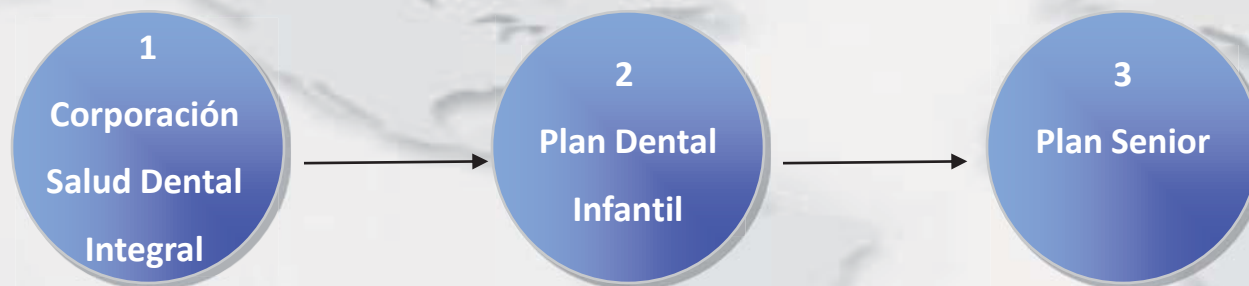 1
Corporación
Salud Dental
Integral
2
Plan Dental
Infantil
3
Plan Senior